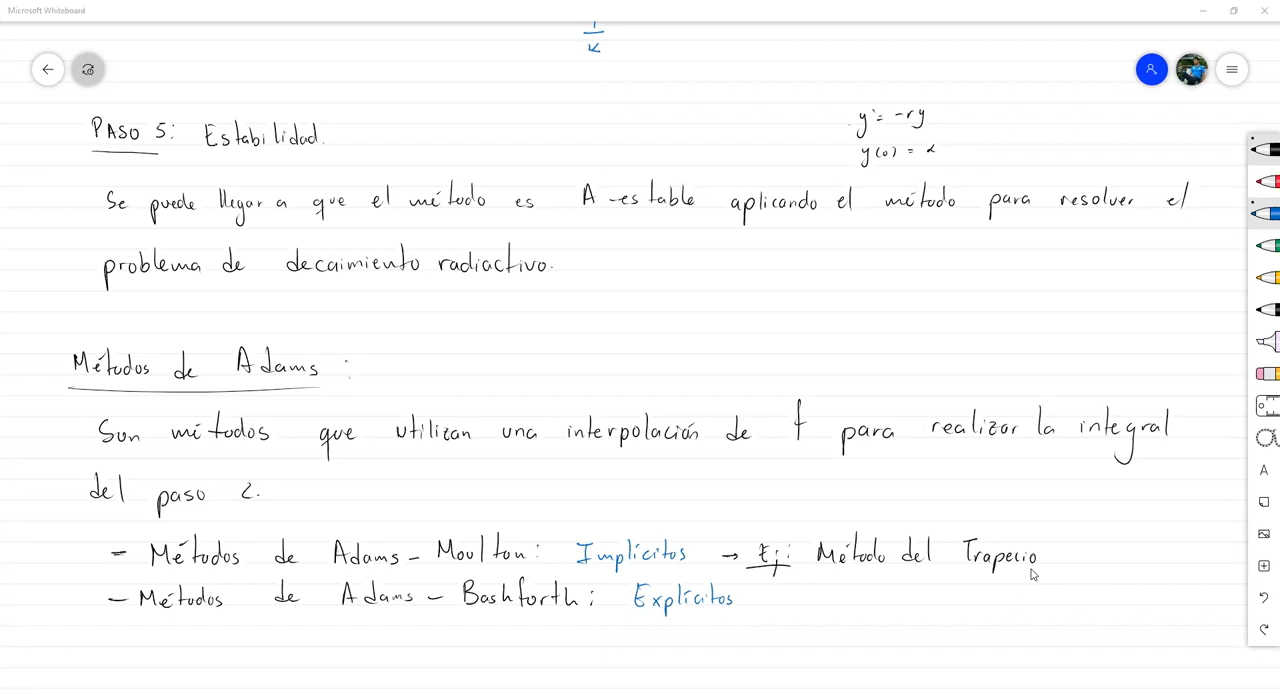 Microsoft Whiteboard
PASO 5: Estabilidad.
y' = -ry
y(0) = α
Se puede llegar a que el método es A-estable aplicando el método para resolver el
problema de decaimiento radiactivo.
Métodos de Adams:
Son métodos que utilizan una interpolación de f para realizar la integral
del paso 2.
- Métodos de Adams - Moulton: Implícitos → Ej: Método del Trapecio
- Métodos de Adams - Bashforth: Explícitos
A